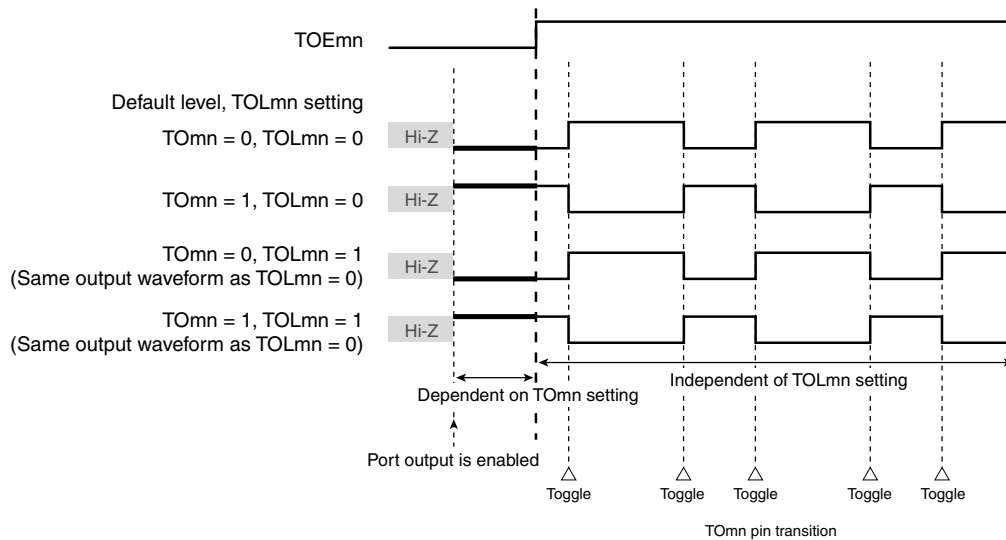 TOEmn
Default level, TOLmn setting
TOmn = 0, TOLmn = 0
Hi-Z
TOmn = 1, TOLmn = 0
Hi-Z
TOmn = 0, TOLmn = 1
(Same output waveform as TOLmn = 0)
Hi-Z
TOmn = 1, TOLmn = 1
(Same output waveform as TOLmn = 0)
Hi-Z
Independent of TOLmn setting
Dependent on TOmn setting
Port output is enabled
Toggle Toggle Toggle Toggle Toggle
TOmn pin transition